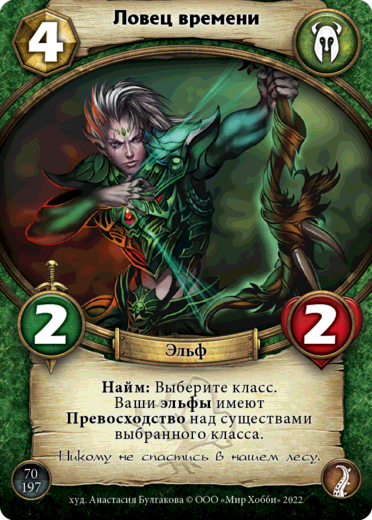 Ловец времени
4
2
2
Эльф
Найм: Выберите класс.
Ваши эльфы имеют
Превосходство над существами
выбранного класса.
Никому не спастись в нашем лесу.
70
197
худ. Анастасия Булгакова © ООО «Мир Хобби» 2022